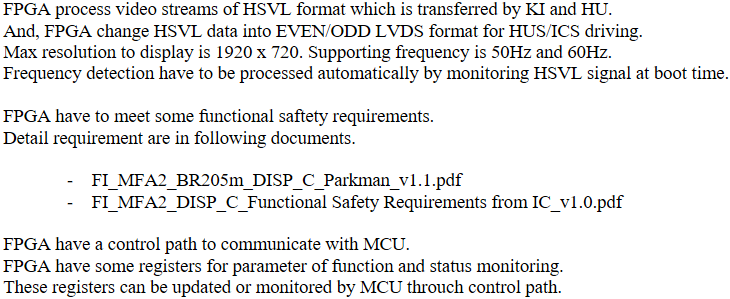 FPGA process video streams of HSVL format which is transferred by KI and HU.
And, FPGA change HSVL data into EVEN/ODD LVDS format for HUS/ICS driving.
Max resolution to display is 1920 x 720. Supporting frequency is 50Hz and 60Hz.
Frequency detection have to be processed automatically by monitoring HSVL signal at boot time.
FPGA have to meet some functional saftety requirements.
Detail requirement are in following documents.
- FI_MFA2_BR205m_DISP_C_Parkman_v1.1.pdf
- FI_MFA2_DISP_C_Functional Safety Requirements from IC_v1.0.pdf
FPGA have a control path to communicate with MCU.
FPGA have some registers for parameter of function and status monitoring.
These registers can be updated or monitored by MCU throuch control path.